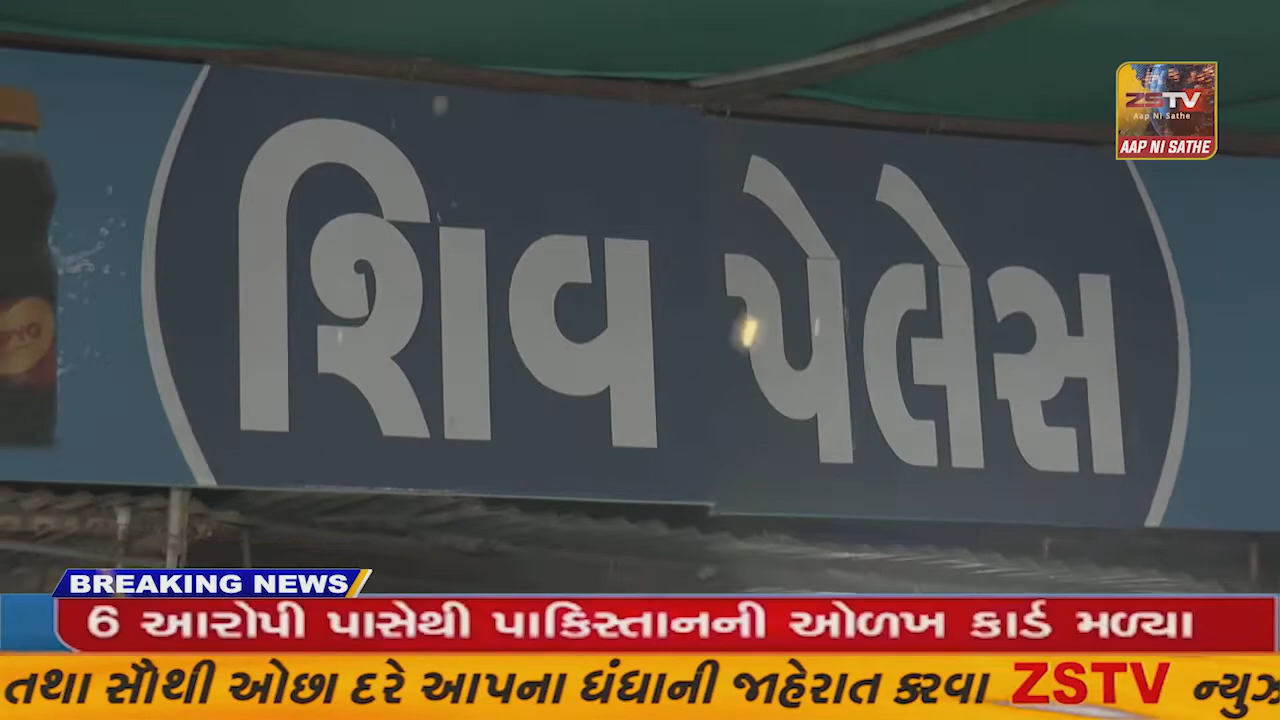 ZSTV
Aap Ni Sathe
AAP NI SATHE
શિવ પેલેસ
BREAKING NEWS
6 આરોપી પાસેથી પાકિસ્તાનની ઓળખ કાર્ડ મળ્યા
તથા સૌથી ઓછા દરે આપના ધંધાની જાહેરાત કરવા ZSTV ન્યુઝ